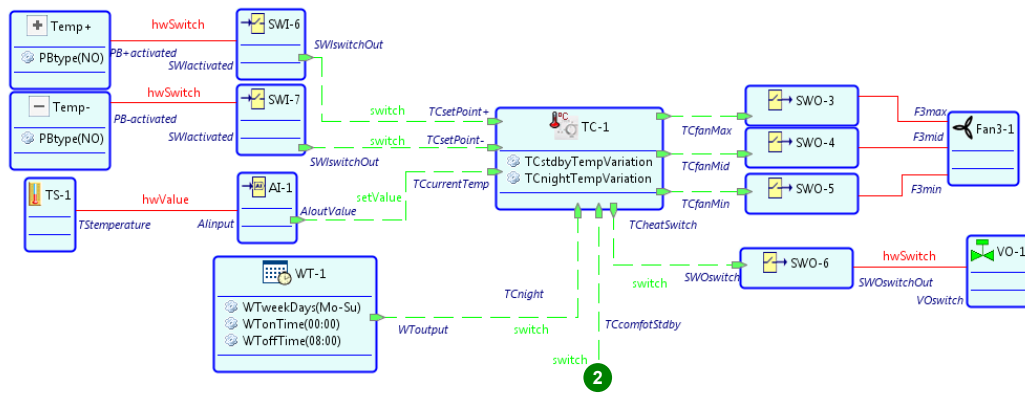 Temp+
PBtype(NO)
hwSwitch
PB+activated
SWIactivated
SWI-6
SWIswitchOut
Temp-
PBtype(NO)
hwSwitch
PB-activated
SWIactivated
SWI-7
SWIswitchOut
switch
switch
TCsetPoint+
TCsetPoint-
TS-1
hwValue
TStemperature
AIinput
AI
AI-1
AIoutValue
setValue
TCcurrentTemp
°C
TC-1
TCstdbyTempVariation
TCnightTempVariation
TCfanMax
TCfanMid
TCfanMin
SWO-3
SWO-4
SWO-5
F3max
F3mid
F3min
Fan3-1
TCheatSwitch
switch
SWOswitch
SWO-6
hwSwitch
SWOswitchOut
VOswitch
VO-1
WT-1
WTweekDays(Mo-Su)
WTonTime(00:00)
WToffTime(08:00)
WToutput
TCnight
switch
TCcomfotStdby
switch
2